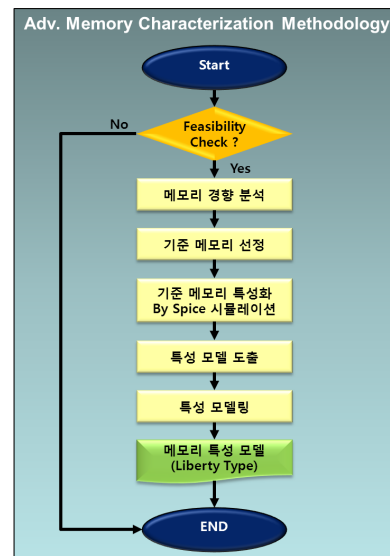 Adv. Memory Characterization Methodology
Start
Feasibility
Check ?
No
Yes
메모리 경향 분석
기준 메모리 선정
기준 메모리 특성화
By Spice 시뮬레이션
특성 모델 도출
특성 모델링
메모리 특성 모델
(Liberty Type)
END